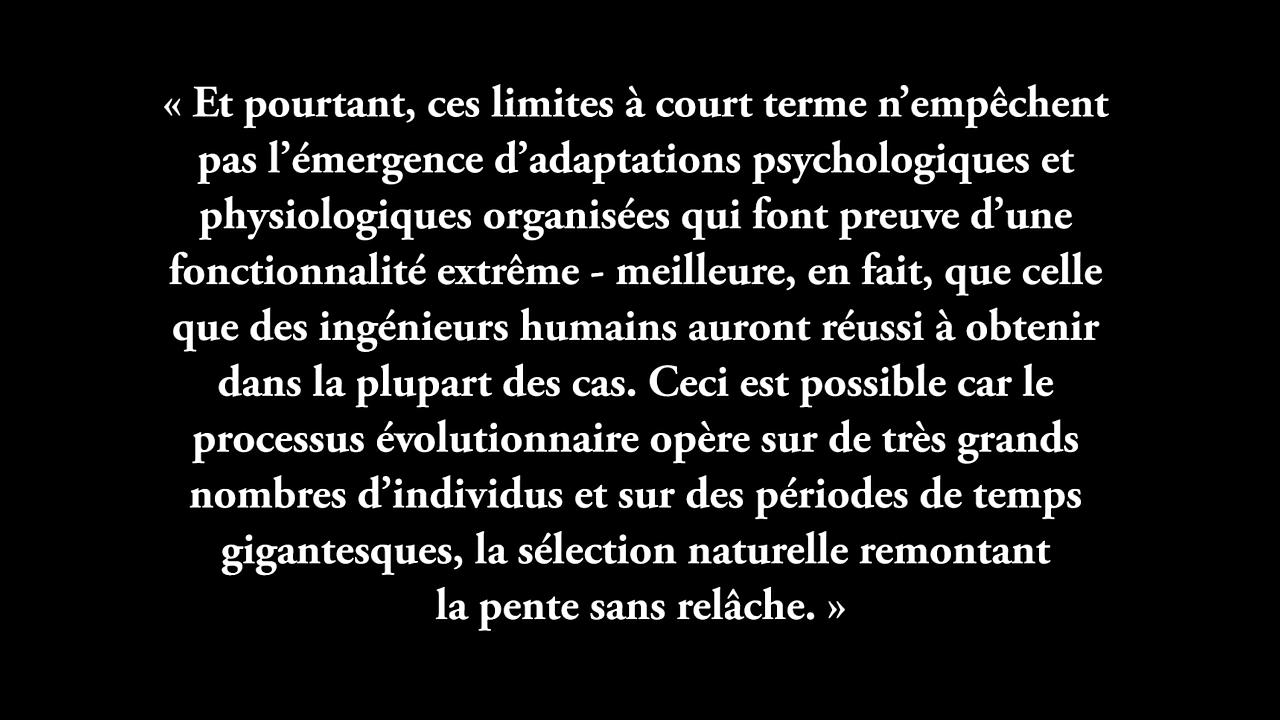 « Et pourtant, ces limites à court terme n’empêchent
pas l’émergence d’adaptations psychologiques et
physiologiques organisées qui font preuve d’une
fonctionnalité extrême - meilleure, en fait, que celle
que des ingénieurs humains auront réussi à obtenir
dans la plupart des cas. Ceci est possible car le
processus évolutionnaire opère sur de très grands
nombres d’individus et sur des périodes de temps
gigantesques, la sélection naturelle remontant
la pente sans relâche. »